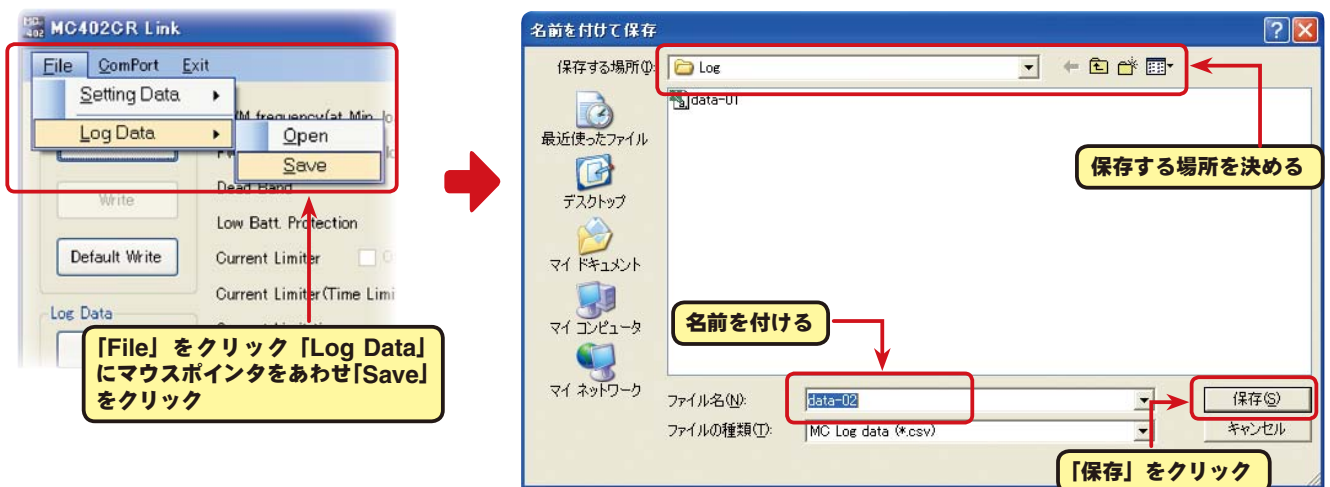 MC402CR Link
File ComPort Exit
Setting Data
Log Data
Open
Save
Write
Dead Band
Low Batt. Protection
Default Write
Current Limiter
Current Limiter(Time Limi
Log Data
「File」をクリック「Log Data」
にマウスポインタをあわせ「Save」
をクリック
名前を付けて保存
保存する場所(I):
Log
data-01
最近使ったファイル
デスクトップ
マイ ドキュメント
マイ コンピュータ
マイ ネットワーク
保存する場所を決める
名前を付ける
ファイル名(N):
data-02
保存(S)
ファイルの種類(T):
MC Log data (*.csv)
キャンセル
「保存」をクリック